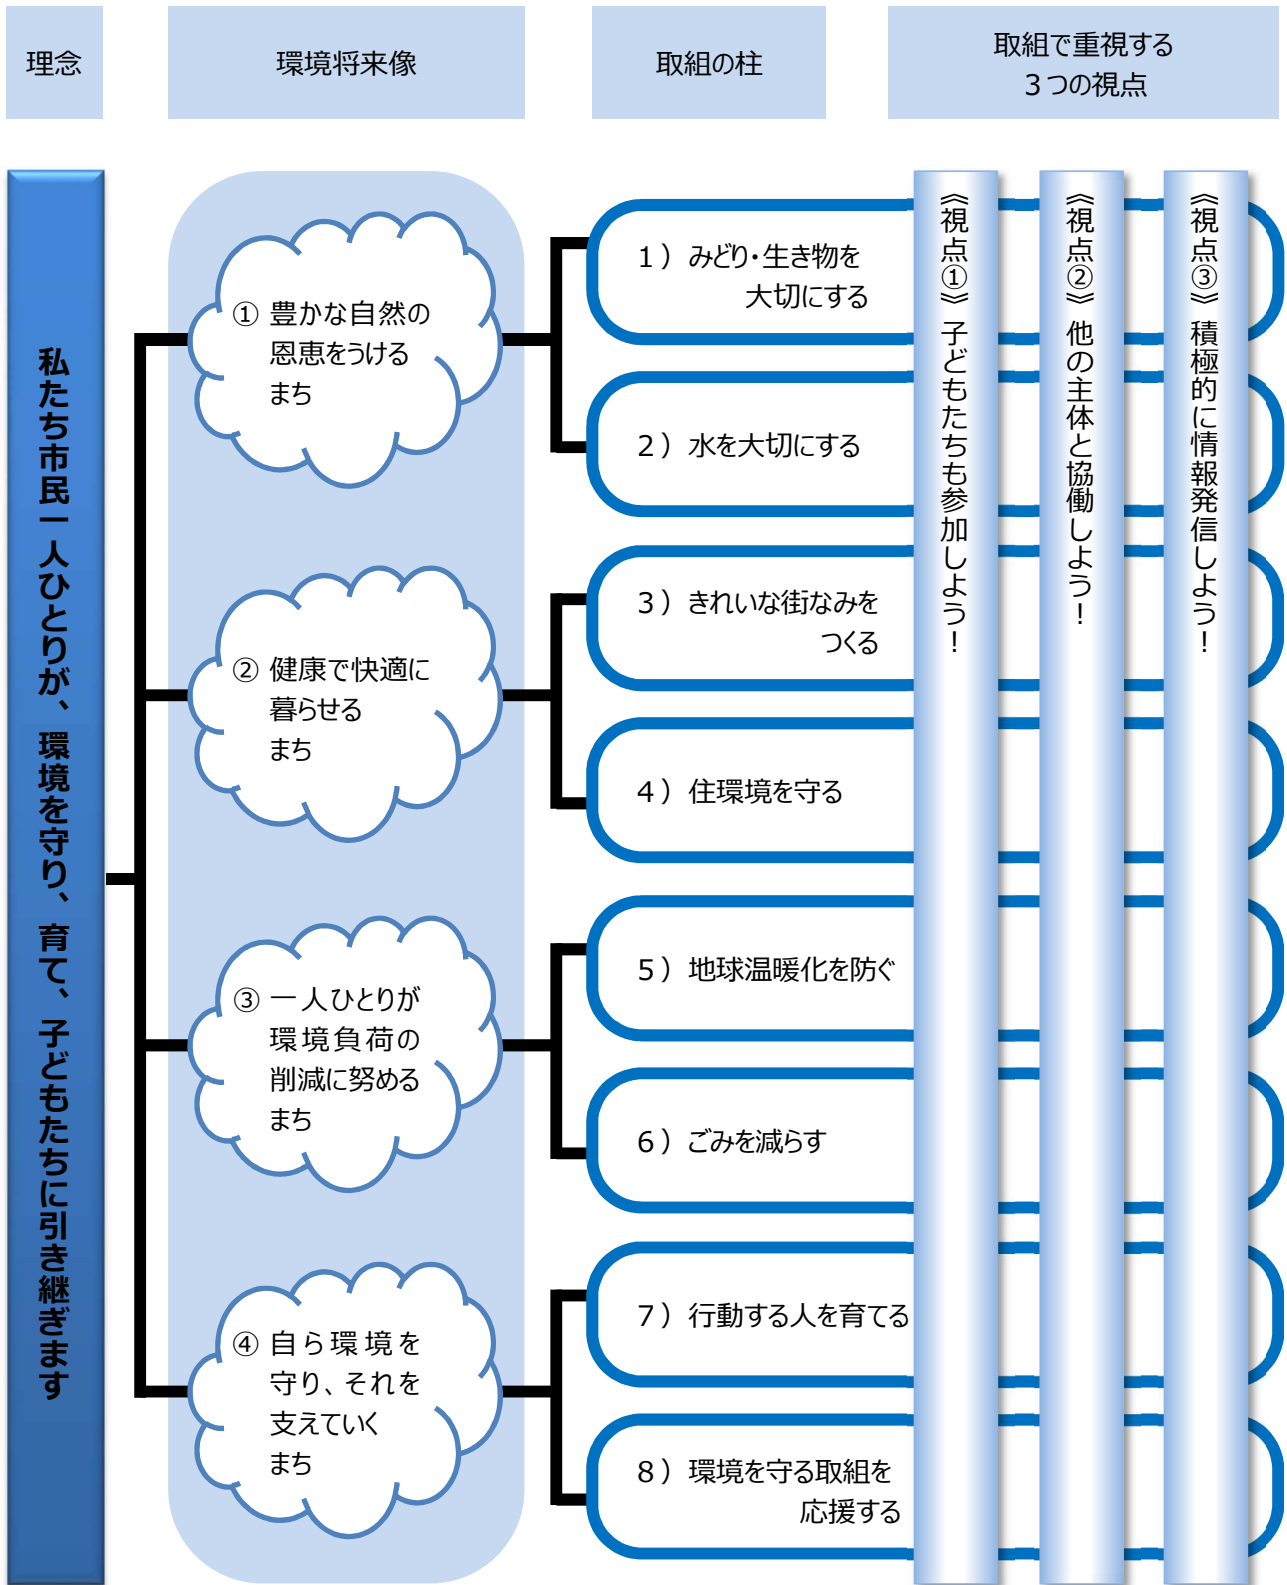 理念
環境将来像
取組の柱
取組で重視する
３つの視点
私たち市民一人ひとりが、環境を守り、育て、子どもたちに引き継ぎます
① 豊かな自然の
恩恵をうける
まち
② 健康で快適に
暮らせる
まち
③ 一人ひとりが
環境負荷の
削減に努める
まち
④ 自ら環境を
守り、それを
支えていく
まち
１）みどり・生き物を
大切にする
２）水を大切にする
３）きれいな街なみを
つくる
４）住環境を守る
５）地球温暖化を防ぐ
６）ごみを減らす
７）行動する人を育てる
８）環境を守る取組を
応援する
《視点①》子どもたちも参加しよう！
《視点②》他の主体と協働しよう！
《視点③》積極的に情報発信しよう！